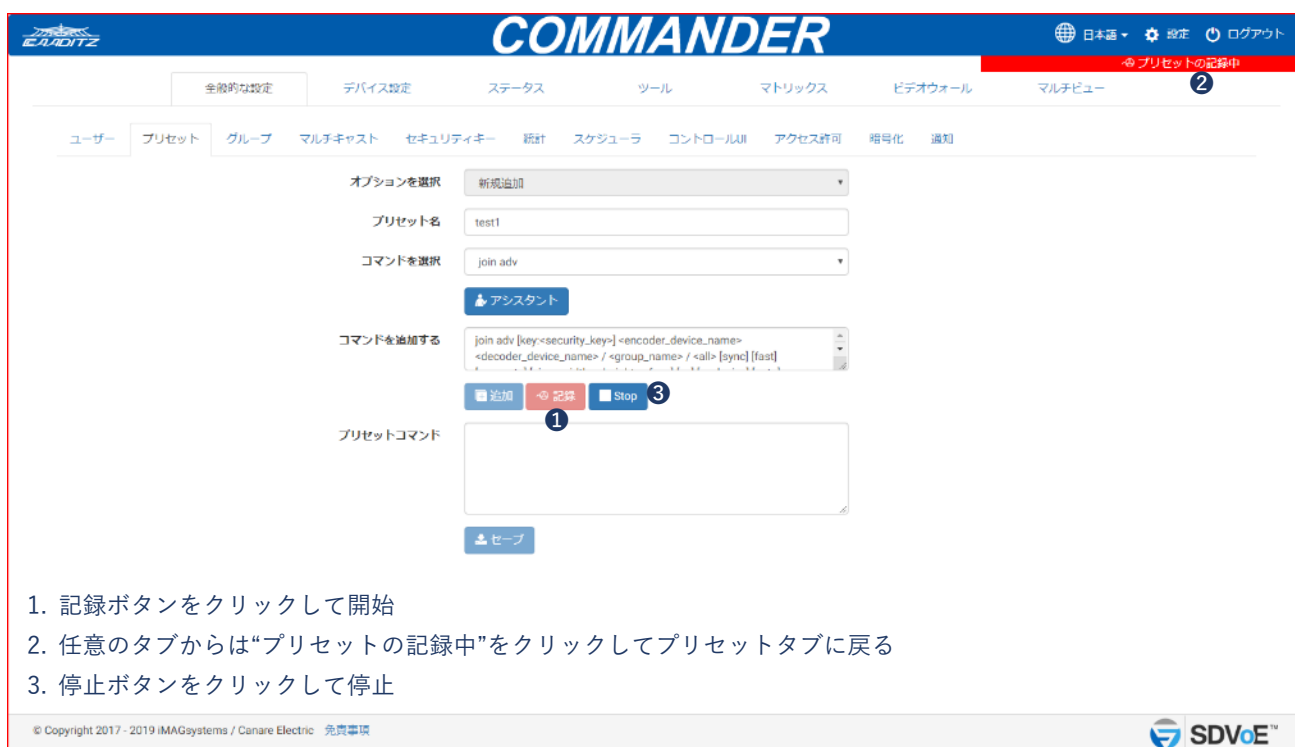 COMMANDER
日本語 設定 ログアウト
プリセットの記録中
2
全般的な設定 デバイス設定 ステータス ツール マトリックス ビデオウォール マルチビュー
ユーザー プリセット グループ マルチキャスト セキュリティキー 統計 スケジューラ コントロールUI アクセス許可 暗号化 通知
オプションを選択 新規追加
プリセット名 test1
コマンドを選択 join adv
アシスタント
コマンドを追加する join adv [key:<security_key>] <encoder_device_name>
<decoder_device_name> / <group_name> / <all> [sync] [fast]
追加 記録 Stop 3
1
プリセットコマンド
セーブ
1. 記録ボタンをクリックして開始
2. 任意のタブからは“プリセットの記録中”をクリックしてプリセットタブに戻る
3. 停止ボタンをクリックして停止
© Copyright 2017 - 2019 iMAGsystems / Canare Electric 免責事項
SDVoE™